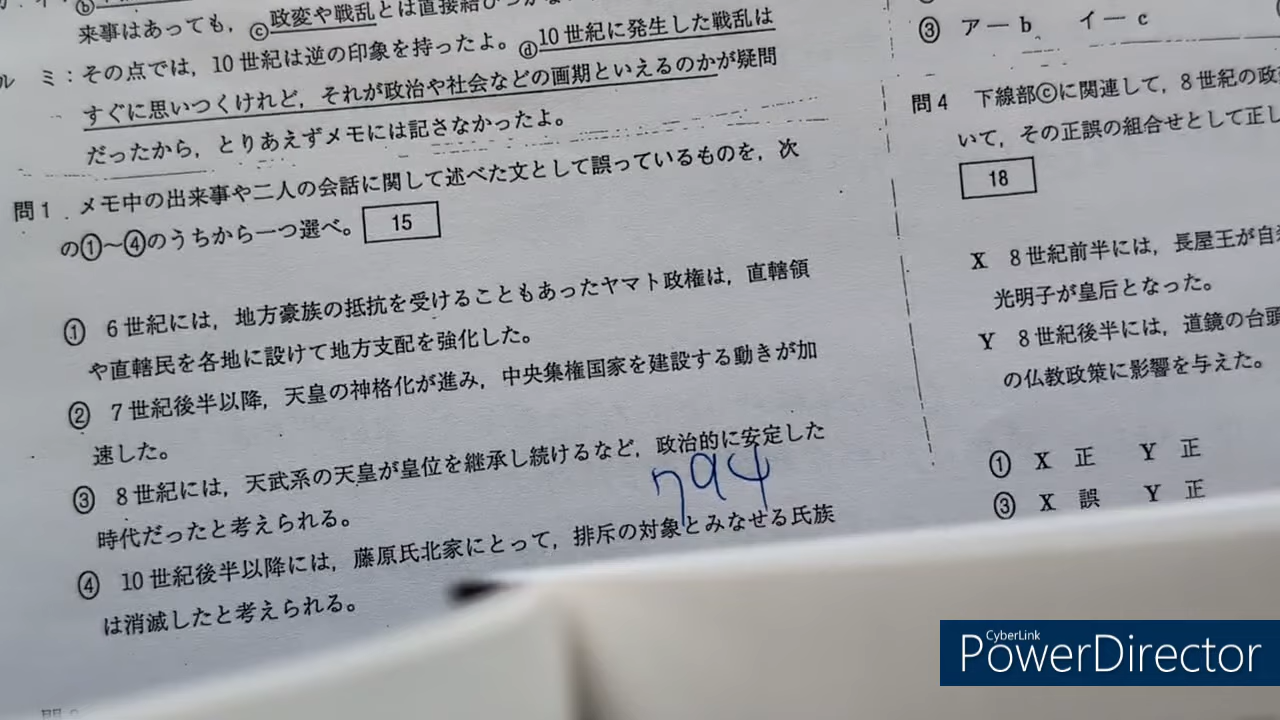 来事はあっても，ⓒ政変や戦乱とは直接結び
ミ：その点では，10世紀は逆の印象を持ったよ。ⓓ10世紀に発生した戦乱は
すぐに思いつくけれど，それが政治や社会などの画期といえるのかが疑問
だったから，とりあえずメモには記さなかったよ。
問1 メモ中の出来事や二人の会話に関して述べた文として誤っているものを，次
の①～④のうちから一つ選べ。 15
① 6世紀には，地方豪族の抵抗を受けることもあったヤマト政権は，直轄領
や直轄民を各地に設けて地方支配を強化した。
② 7世紀後半以降，天皇の神格化が進み，中央集権国家を建設する動きが加
速した。
③ 8世紀には，天武系の天皇が皇位を継承し続けるなど，政治的に安定した
794
時代だったと考えられる。
④ 10世紀後半以降には，藤原氏北家にとって，排斥の対象とみなせる氏族
は消滅したと考えられる。
③ ア－b イ－c
問4 下線部ⓒに関連して，8世紀の政
いて，その正誤の組合せとして正し
18
X 8世紀前半には，長屋王が自
光明子が皇后となった。
Y 8世紀後半には，道鏡の台頭
の仏教政策に影響を与えた。
① X 正 Y 正
③ X 誤 Y 正
CyberLink
PowerDirector